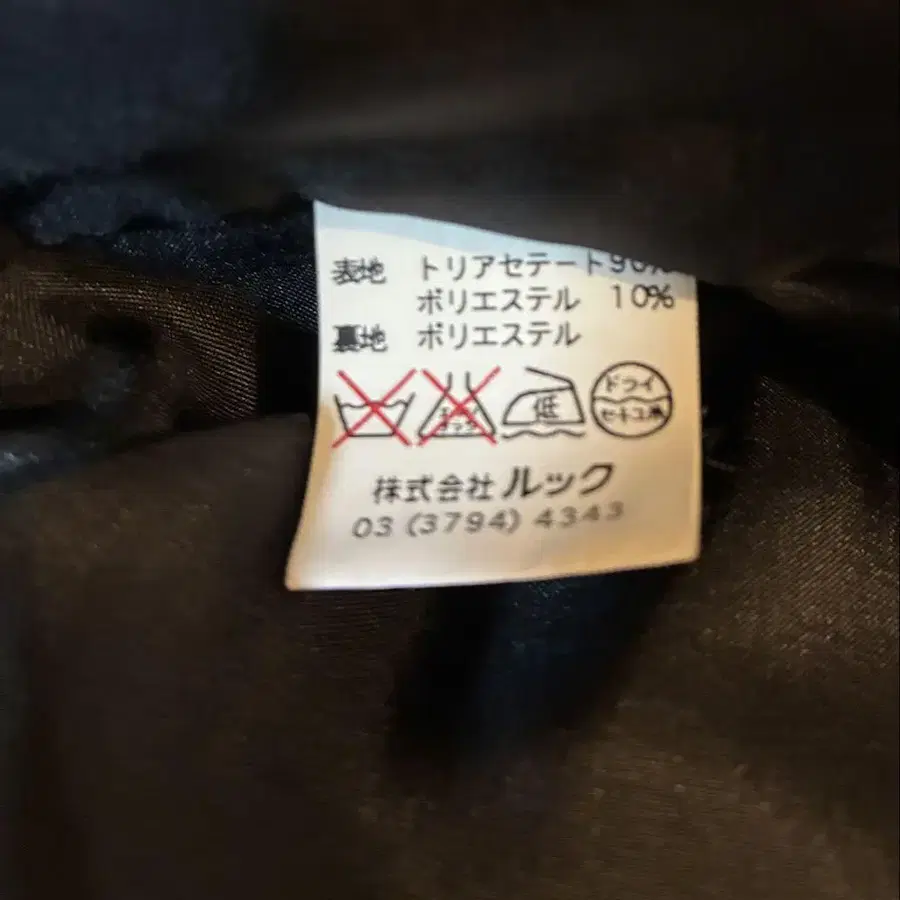 表地 トリアセテート 90%
ポリエステル 10%
裏地 ポリエステル
低
ドライ
セキユ系
株式会社 ルック
03 (3794) 4343